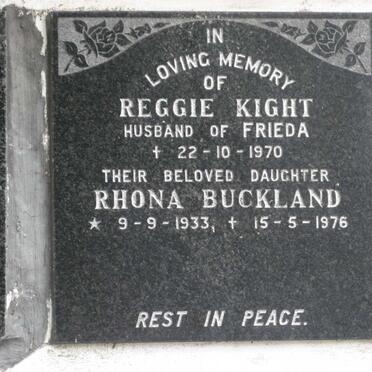 IN
LOVING MEMORY
OF
REGGIE KIGHT
HUSBAND OF FRIEDA
† 22-10-1970
THEIR BELOVED DAUGHTER
RHONA BUCKLAND
★ 9-9-1933, † 15-5-1976
REST IN PEACE.